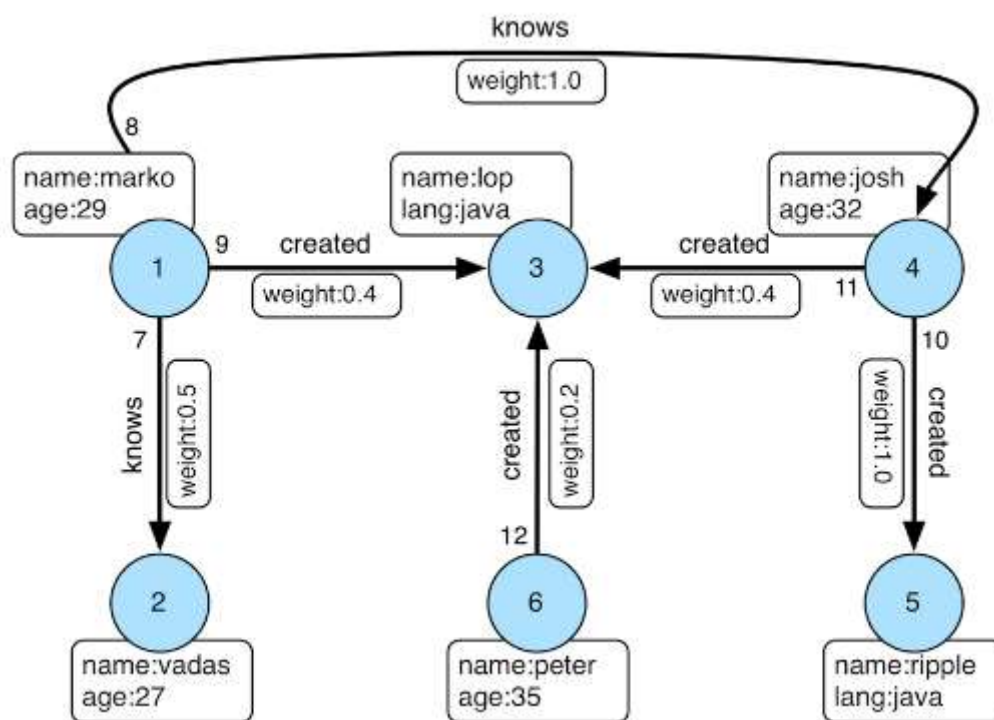 knows
weight:1.0
8
name:marko
age:29
name:lop
lang:java
name:josh
age:32
1
9
created
weight:0.4
3
created
weight:0.4
11
4
7
knows
weight:0.5
created
weight:0.2
12
10
weight:1.0
created
2
name:vadas
age:27
6
name:peter
age:35
5
name:ripple
lang:java